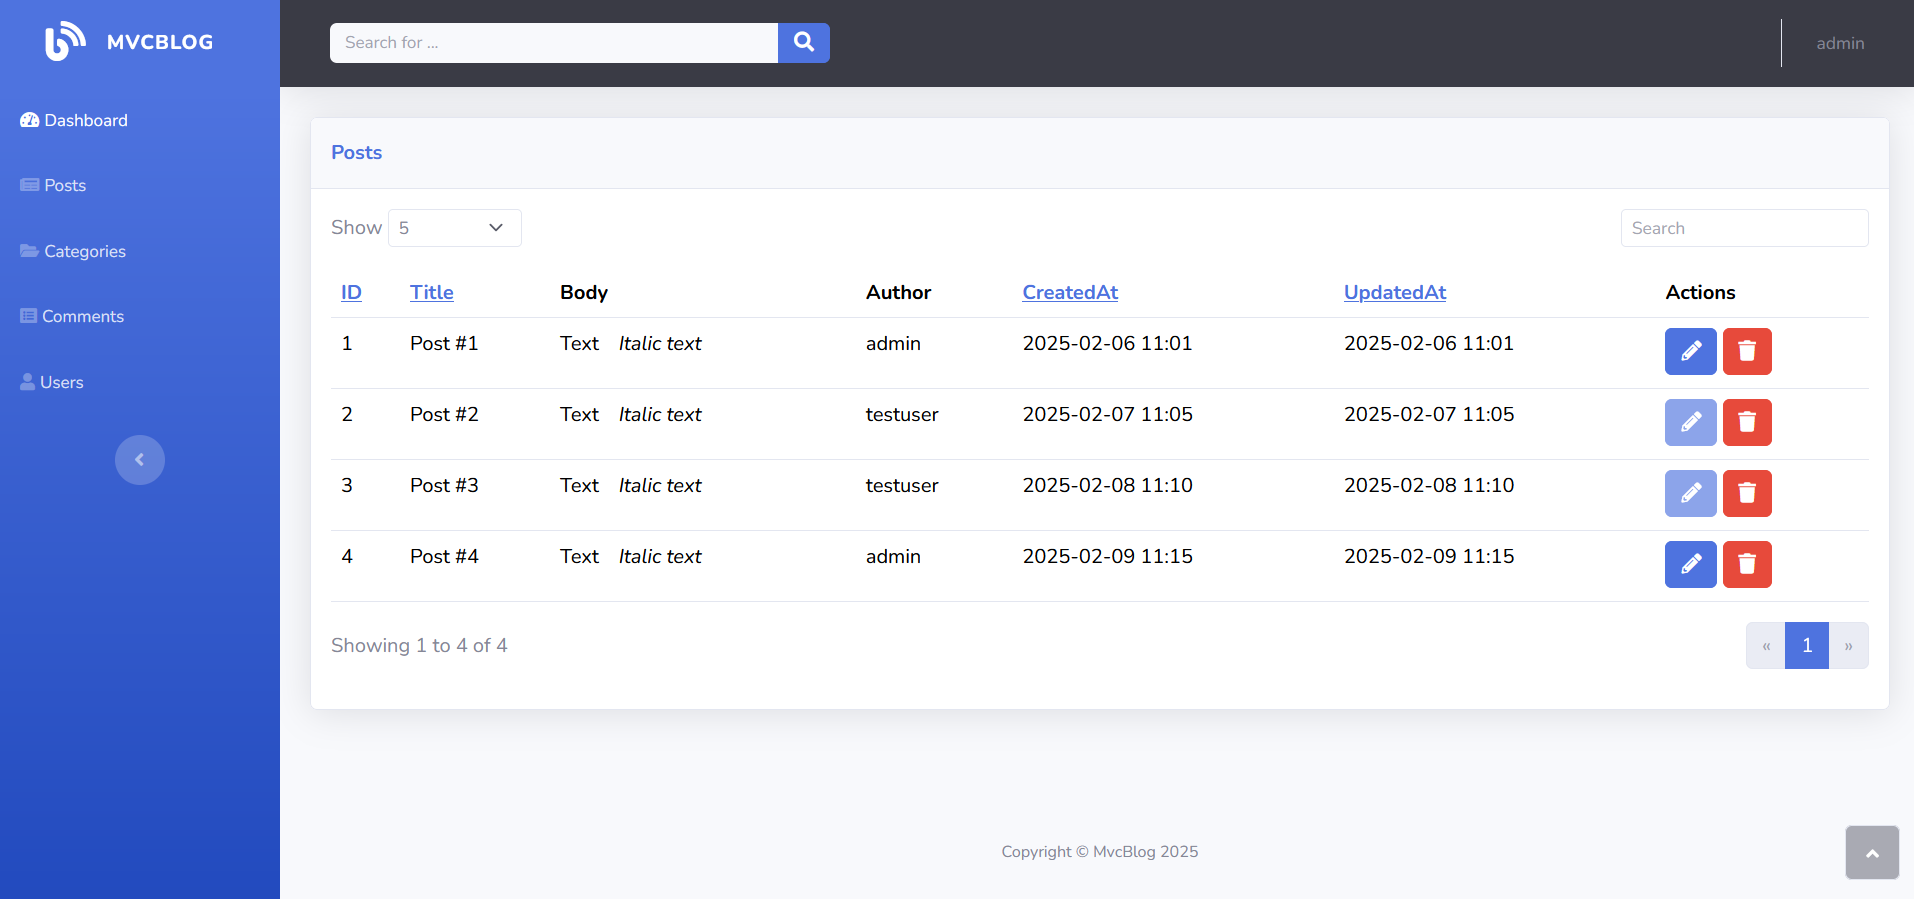 MVCBLOG
Search for ...
admin
Dashboard
Posts
Categories
Comments
Users
Posts
Show 5
Search
ID Title Body Author CreatedAt UpdatedAt Actions
1 Post #1 Text Italic text admin 2025-02-06 11:01 2025-02-06 11:01
2 Post #2 Text Italic text testuser 2025-02-07 11:05 2025-02-07 11:05
3 Post #3 Text Italic text testuser 2025-02-08 11:10 2025-02-08 11:10
4 Post #4 Text Italic text admin 2025-02-09 11:15 2025-02-09 11:15
Showing 1 to 4 of 4
« 1 »
Copyright © MvcBlog 2025